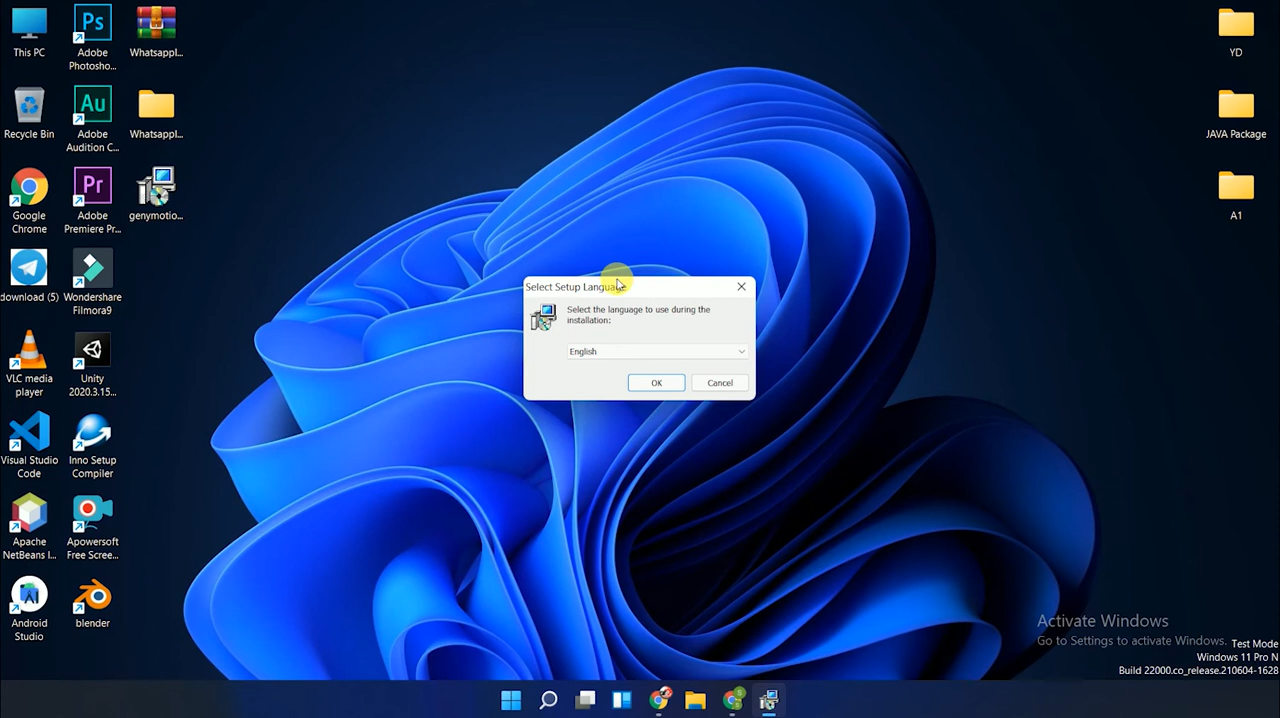 This PC
Adobe
Photosho...
Whatsappl...
YD
Recycle Bin
Adobe
Audition C...
Whatsappl...
JAVA Package
Google
Chrome
Adobe
Premiere Pr...
genymotio...
A1
download (5)
Wondershare
Filmora9
Select Setup Language
Select the language to use during the
installation:
English
OK
Cancel
VLC media
player
Unity
2020.3.15...
Visual Studio
Code
Inno Setup
Compiler
Apache
NetBeans I...
Apowersoft
Free Scree...
Android
Studio
blender
Activate Windows
Go to Settings to activate Windows.
Test Mode
Windows 11 Pro N
Build 22000.co_release.210604-1628
Ps
Au
Pr